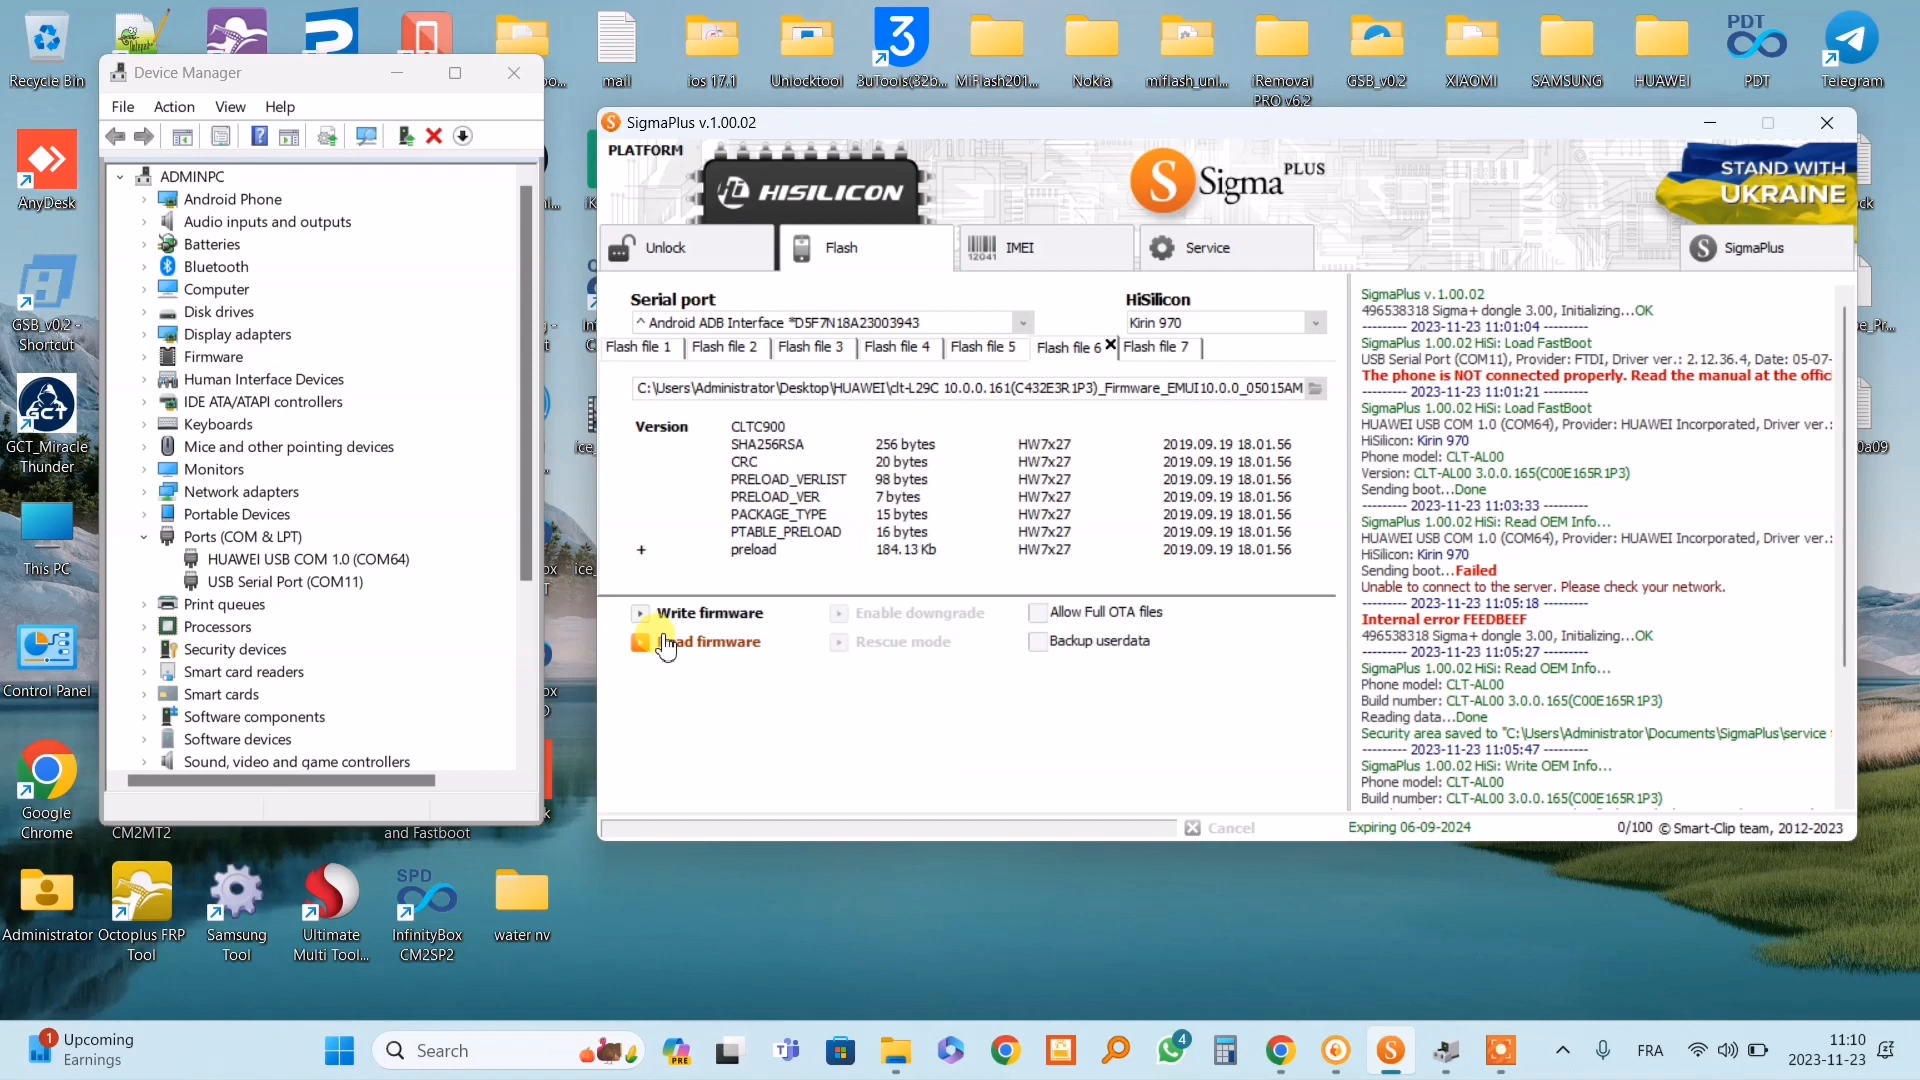 Recycle Bin
mail
ios 17.1
Unlocktool
3uTools(32b...
MiFlash201...
Nokia
miflash_unl...
iRemoval
PRO v6.2
GSB_v0.2
XIAOMI
SAMSUNG
HUAWEI
PDT
PDT
Telegram
AnyDesk
GSB_v0.2 -
Shortcut
GCT
GCT_Miracle
Thunder
This PC
Control Panel
Google
Chrome
CM2MT2
and Fastboot
Administrator
Octoplus FRP
Tool
Samsung
Tool
Ultimate
Multi Tool...
SPD
InfinityBox
CM2SP2
water nv
Device Manager
File Action View Help
ADMINPC
Android Phone
Audio inputs and outputs
Batteries
Bluetooth
Computer
Disk drives
Display adapters
Firmware
Human Interface Devices
IDE ATA/ATAPI controllers
Keyboards
Mice and other pointing devices
Monitors
Network adapters
Portable Devices
Ports (COM & LPT)
HUAWEI USB COM 1.0 (COM64)
USB Serial Port (COM11)
Print queues
Processors
Security devices
Smart card readers
Smart cards
Software components
Software devices
Sound, video and game controllers
SigmaPlus v.1.00.02
PLATFORM
HISILICON
S Sigma PLUS
STAND WITH
UKRAINE
Unlock
Flash
12041 IMEI
Service
SigmaPlus
Serial port
HiSilicon
^ Android ADB Interface *D5F7N18A23003943
Kirin 970
Flash file 1 Flash file 2 Flash file 3 Flash file 4 Flash file 5 Flash file 6 Flash file 7
C:\Users\Administrator\Desktop\HUAWEI\clt-L29C 10.0.0.161(C432E3R1P3)_Firmware_EMUI10.0.0_05015AM
Version CLTC900
SHA256RSA 256 bytes HW7x27 2019.09.19 18.01.56
CRC 20 bytes HW7x27 2019.09.19 18.01.56
PRELOAD_VERLIST 98 bytes HW7x27 2019.09.19 18.01.56
PRELOAD_VER 7 bytes HW7x27 2019.09.19 18.01.56
PACKAGE_TYPE 15 bytes HW7x27 2019.09.19 18.01.56
PTABLE_PRELOAD 16 bytes HW7x27 2019.09.19 18.01.56
+ preload 184.13 Kb HW7x27 2019.09.19 18.01.56
Write firmware Enable downgrade Allow Full OTA files
firmware Rescue mode Backup userdata
Cancel
SigmaPlus v.1.00.02
496538318 Sigma+ dongle 3.00, Initializing...OK
--------- 2023-11-23 11:01:04 ---------
SigmaPlus 1.00.02 HiSi: Load FastBoot
USB Serial Port (COM11), Provider: FTDI, Driver ver.: 2.12.36.4, Date: 05-07-
The phone is NOT connected properly. Read the manual at the offic
--------- 2023-11-23 11:01:21 ---------
SigmaPlus 1.00.02 HiSi: Load FastBoot
HUAWEI USB COM 1.0 (COM64), Provider: HUAWEI Incorporated, Driver ver.:
HiSilicon: Kirin 970
Phone model: CLT-AL00
Version: CLT-AL00 3.0.0.165(C00E165R1P3)
Sending boot...Done
--------- 2023-11-23 11:03:33 ---------
SigmaPlus 1.00.02 HiSi: Read OEM Info...
HUAWEI USB COM 1.0 (COM64), Provider: HUAWEI Incorporated, Driver ver.:
HiSilicon: Kirin 970
Sending boot...Failed
Unable to connect to the server. Please check your network.
--------- 2023-11-23 11:05:18 ---------
Internal error FEEDBEEF
496538318 Sigma+ dongle 3.00, Initializing...OK
--------- 2023-11-23 11:05:27 ---------
SigmaPlus 1.00.02 HiSi: Read OEM Info...
Phone model: CLT-AL00
Build number: CLT-AL00 3.0.0.165(C00E165R1P3)
Reading data...Done
Security area saved to "C:\Users\Administrator\Documents\SigmaPlus\service
--------- 2023-11-23 11:05:47 ---------
SigmaPlus 1.00.02 HiSi: Write OEM Info...
Phone model: CLT-AL00
Build number: CLT-AL00 3.0.0.165(C00E165R1P3)
Expiring 06-09-2024
0/100 © Smart-Clip team, 2012-2023
1
Upcoming
Earnings
Search
PRE
4
FRA
11:10
2023-11-23